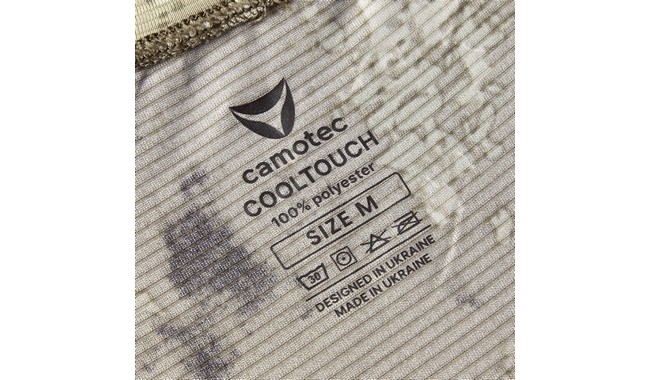 camotec
COOLTOUCH
100% polyester
SIZE M
30
DESIGNED IN UKRAINE
MADE IN UKRAINE